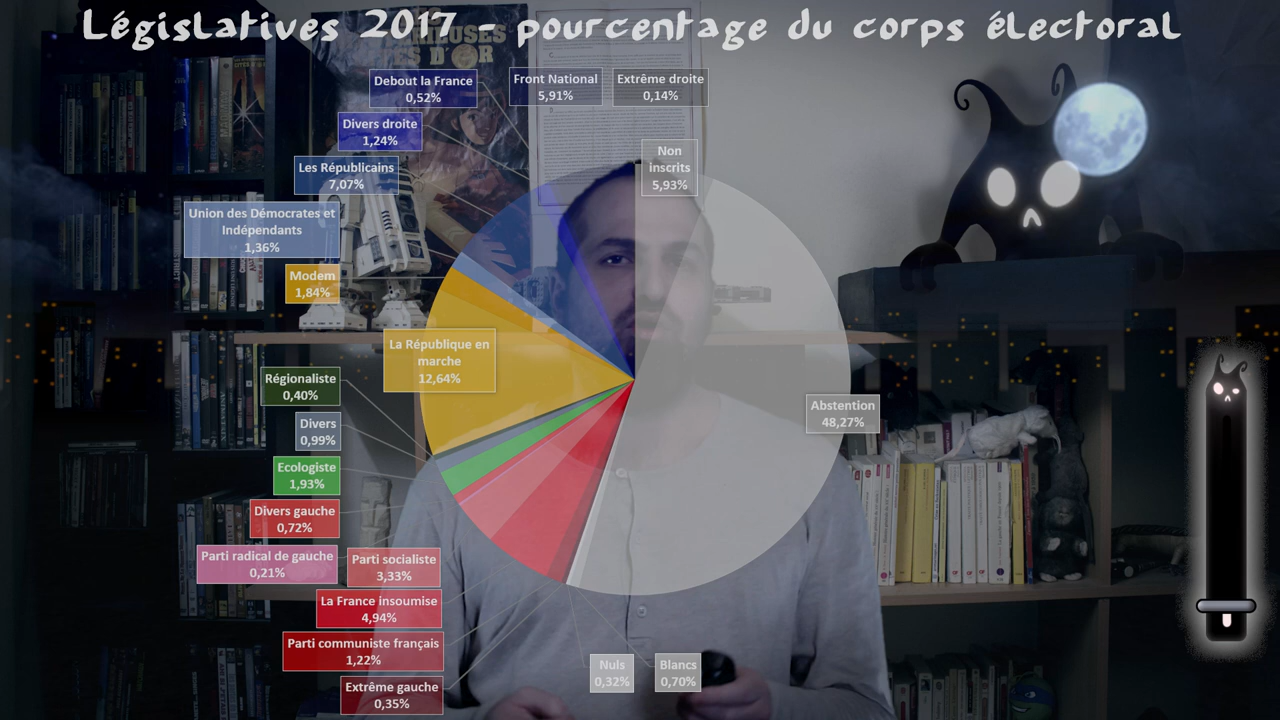 Législatives 2017 - pourcentage du corps électoral
Debout la France
0,52%
Front National
5,91%
Extrême droite
0,14%
Divers droite
1,24%
Non
inscrits
5,93%
Les Républicains
7,07%
Union des Démocrates et
Indépendants
1,36%
Modem
1,84%
La République en
marche
12,64%
Régionaliste
0,40%
Abstention
48,27%
Divers
0,99%
Ecologiste
1,93%
Divers gauche
0,72%
Parti radical de gauche
0,21%
Parti socialiste
3,33%
La France insoumise
4,94%
Parti communiste français
1,22%
Nuls
0,32%
Blancs
0,70%
Extrême gauche
0,35%